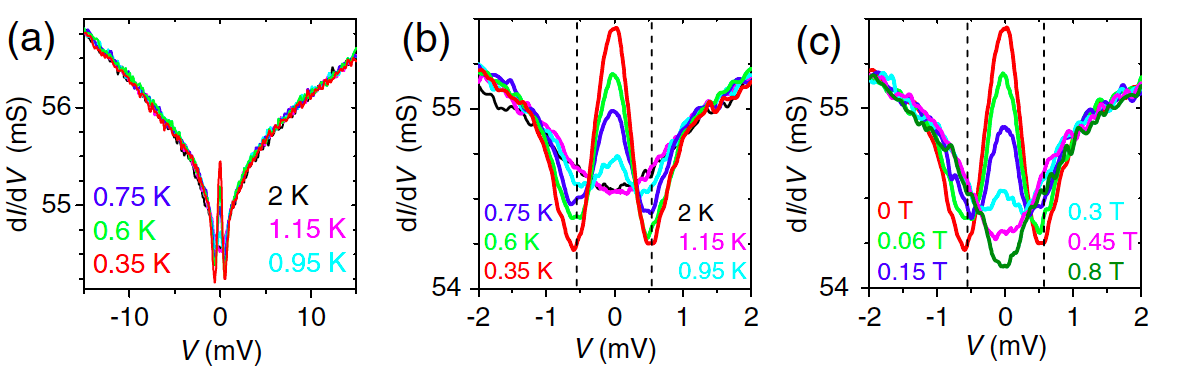 (a)
56
55
dI/dV (mS)
0.75 K 2 K
0.6 K 1.15 K
0.35 K 0.95 K
-10 0 10
V (mV)
(b)
55
54
dI/dV (mS)
0.75 K 2 K
0.6 K 1.15 K
0.35 K 0.95 K
-2 -1 0 1 2
V (mV)
(c)
55
54
dI/dV (mS)
0 T 0.3 T
0.06 T 0.45 T
0.15 T 0.8 T
-2 -1 0 1 2
V (mV)